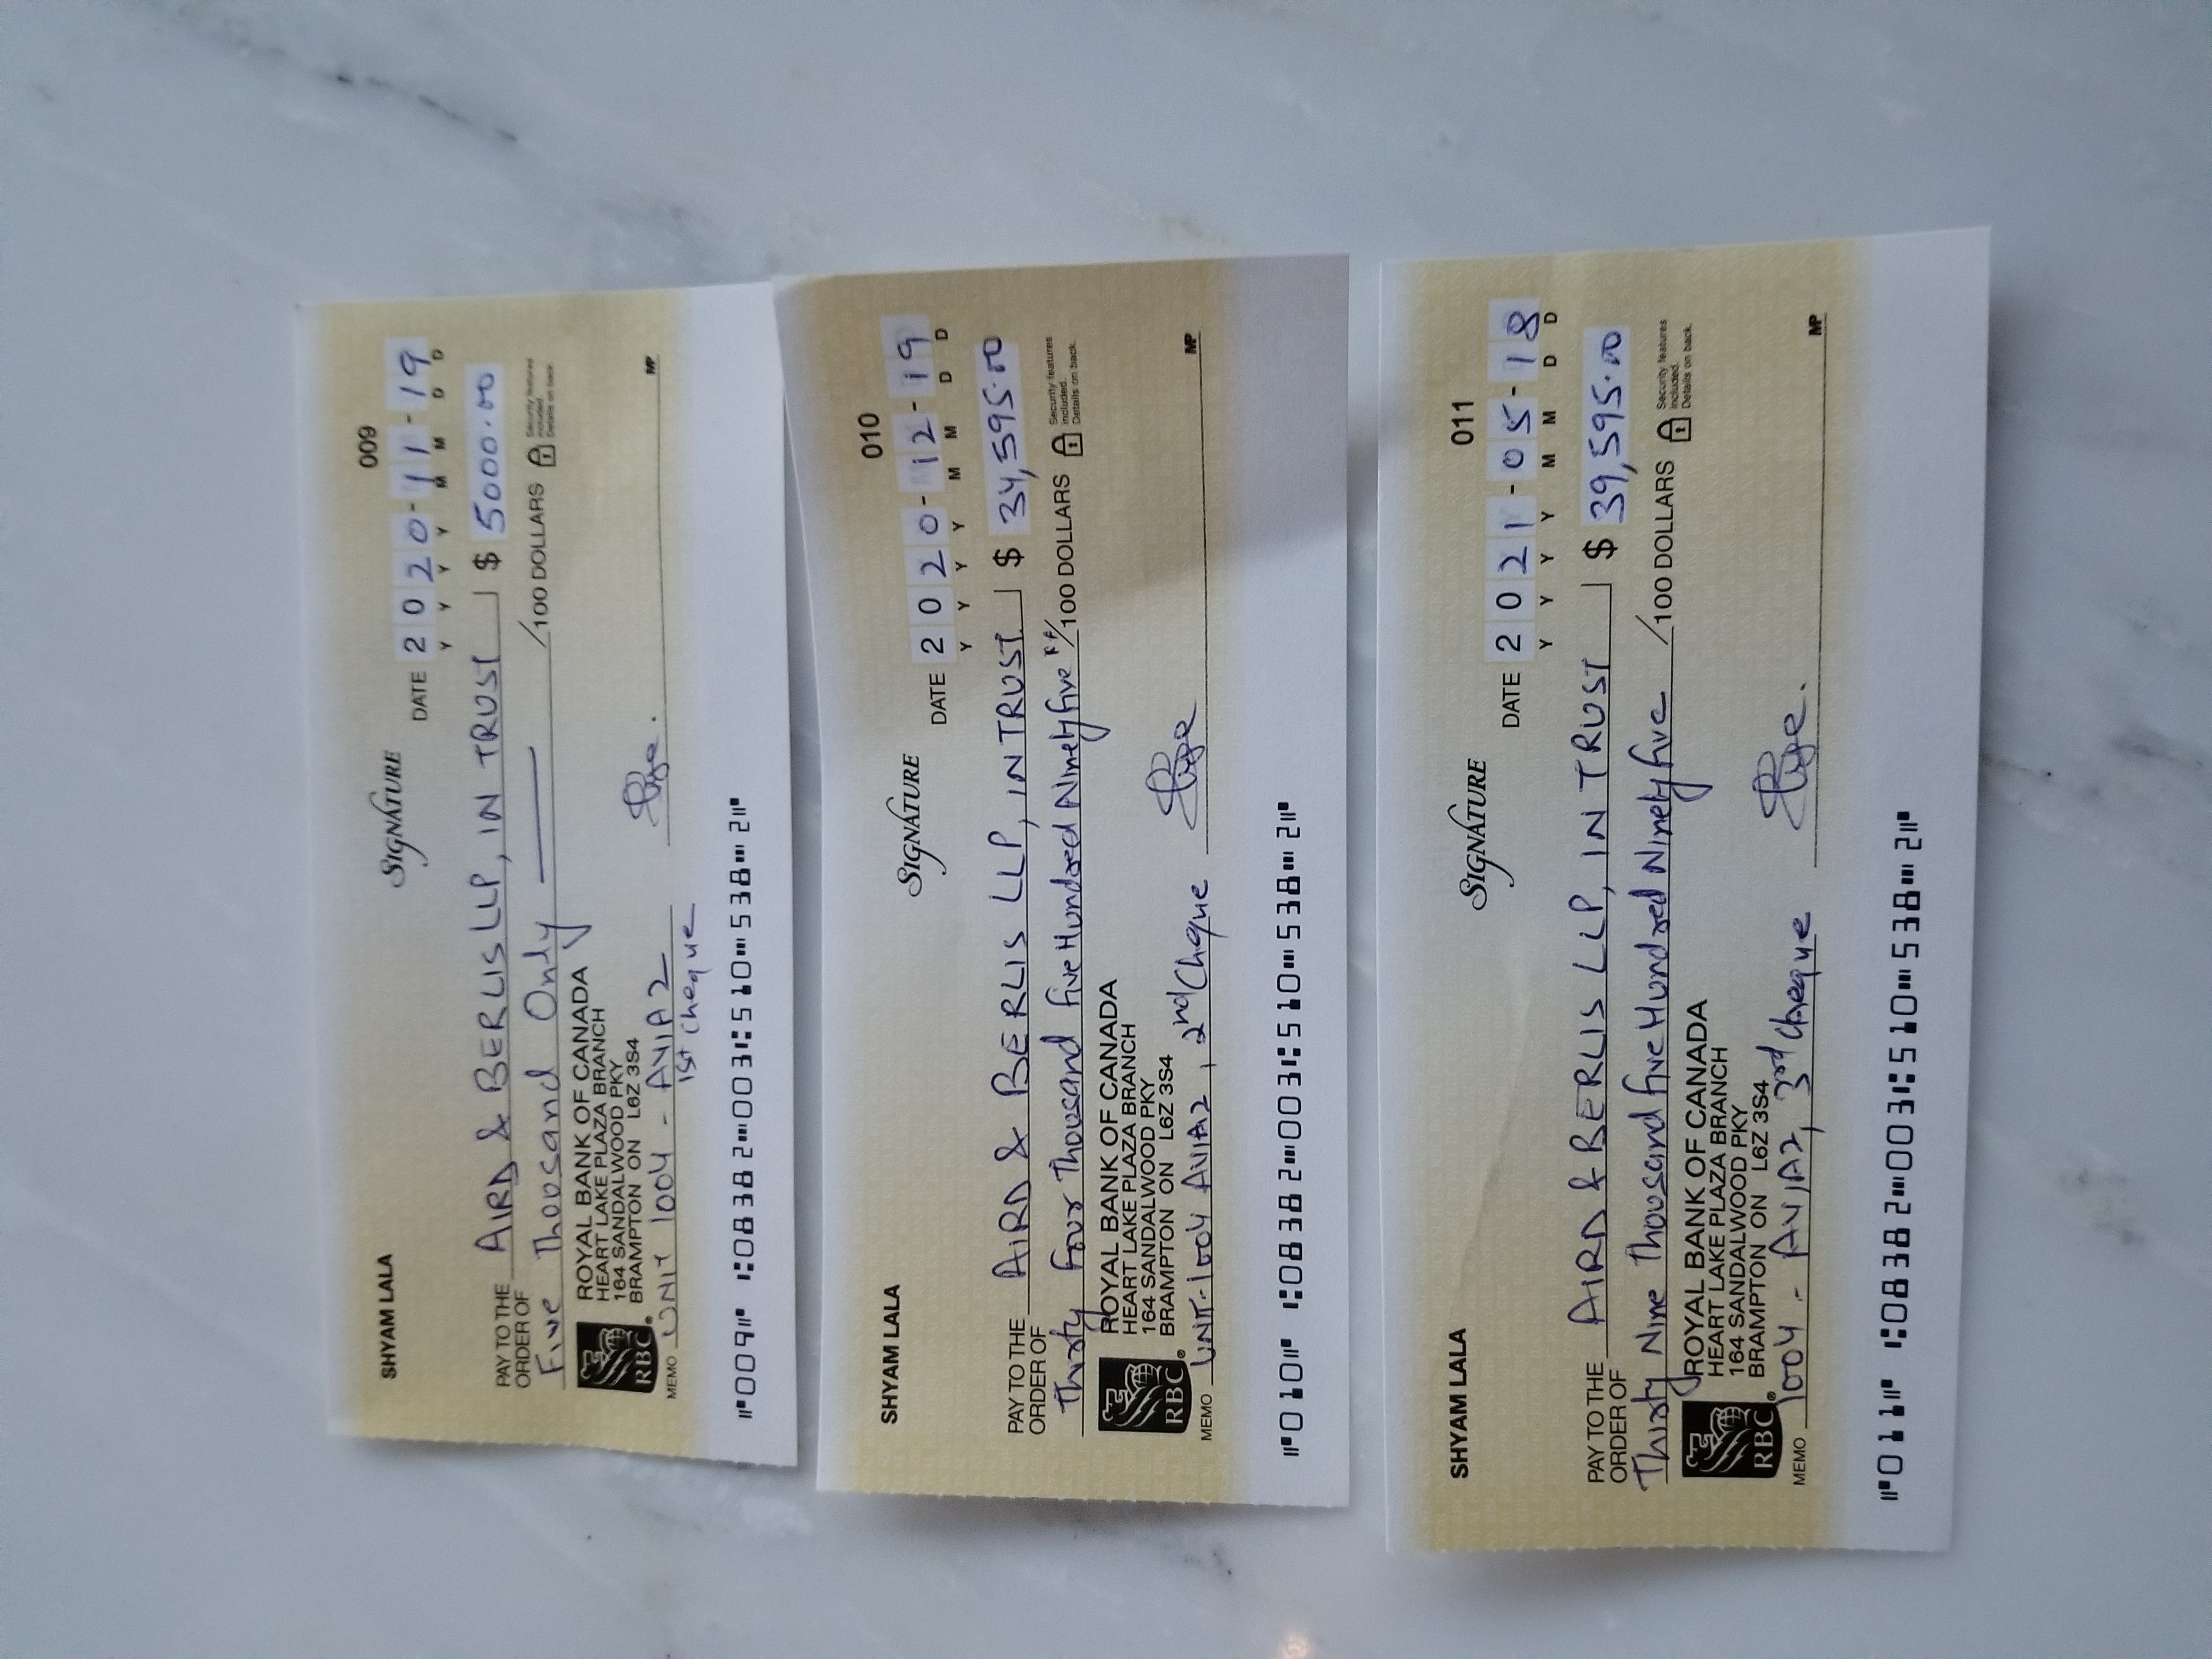 SHYAM LALA
009
SIGNATURE
DATE 2020-11-19
Y Y Y Y M M D D
PAY TO THE ORDER OF AIRD & BERLIS LLP, IN TRUST $ 5000.00
Five Thousand Only /100 DOLLARS
Security features included. Details on back.
RBC
ROYAL BANK OF CANADA
HEART LAKE PLAZA BRANCH
164 SANDALWOOD PKY
BRAMPTON ON L6Z 3S4
MEMO UNIT 1004 - AVIA2
1st cheque
MP
⑈009⑈ ⑆08382⑉003⑆510⑉538⑉2⑈
SHYAM LALA
010
SIGNATURE
DATE 2020-12-19
Y Y Y Y M M D D
PAY TO THE ORDER OF AIRD & BERLIS LLP, IN TRUST $ 34,595.00
Thirty Four Thousand five Hundred Ninety five /100 DOLLARS
Security features included. Details on back.
RBC
ROYAL BANK OF CANADA
HEART LAKE PLAZA BRANCH
164 SANDALWOOD PKY
BRAMPTON ON L6Z 3S4
MEMO UNIT-1004 AVIA2, 2nd Cheque
MP
⑈010⑈ ⑆08382⑉003⑆510⑉538⑉2⑈
SHYAM LALA
011
SIGNATURE
DATE 2021-05-18
Y Y Y Y M M D D
PAY TO THE ORDER OF AIRD & BERLIS LLP, IN TRUST $ 39,595.00
Thirty Nine Thousand five Hundred Ninety five /100 DOLLARS
Security features included. Details on back.
RBC
ROYAL BANK OF CANADA
HEART LAKE PLAZA BRANCH
164 SANDALWOOD PKY
BRAMPTON ON L6Z 3S4
MEMO 1004 - AVIA2, 3rd Cheque
MP
⑈011⑈ ⑆08382⑉003⑆510⑉538⑉2⑈